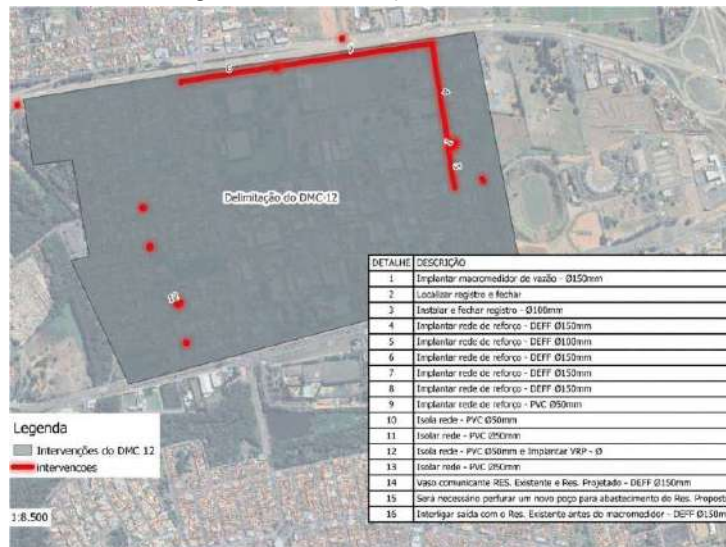 Delimitação do DMC-12
12
DETALHE DESCRIÇÃO
1 Implantar macromedidor de vazão - Ø150mm
2 Localizar registro e fechar
3 Instalar e fechar registro - Ø100mm
4 Implantar rede de reforço - DEFF Ø150mm
5 Implantar rede de reforço - DEFF Ø100mm
6 Implantar rede de reforço - DEFF Ø150mm
7 Implantar rede de reforço - DEFF Ø150mm
8 Implantar rede de reforço - DEFF Ø150mm
9 Implantar rede de reforço - PVC Ø50mm
10 Isola rede - PVC Ø50mm
11 Isolar rede - PVC Ø50mm
12 Isola rede - PVC Ø50mm e Implantar VRP - Ø
13 Isolar rede - PVC Ø50mm
14 Vaso comunicante RES. Existente e Res. Projetado - DEFF Ø150mm
15 Será necessário perfurar um novo poço para abastecimento do Res. Propost
16 Interligar saída com o Res. Existente antes do macromedidor - DEFF Ø150m
Legenda
Intervenções do DMC 12
intervencoes
1:8.500